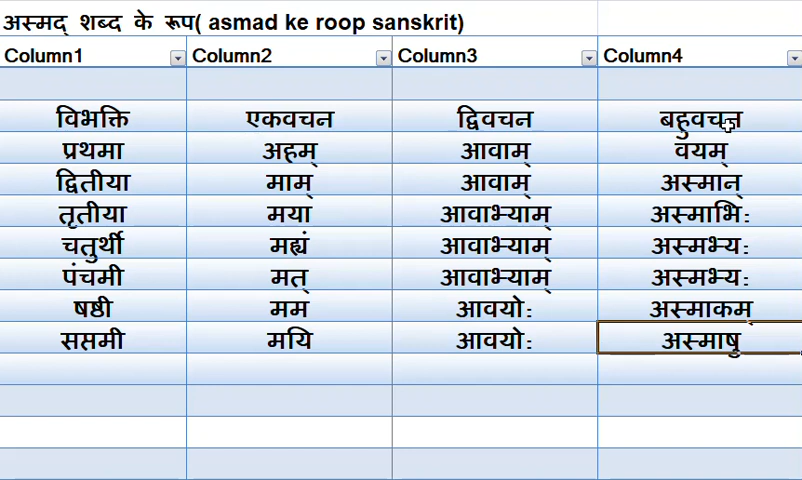 अस्मद् शब्द के रूप( asmad ke roop sanskrit)
Column1 Column2 Column3 Column4
विभक्ति एकवचन द्विवचन बहुवचन
प्रथमा अहम् आवाम् वयम्
द्वितीया माम् आवाम् अस्मान्
तृतीया मया आवाभ्याम् अस्माभि:
चतुर्थी मह्यं आवाभ्याम् अस्मभ्य:
पंचमी मत् आवाभ्याम् अस्मभ्य:
षष्ठी मम आवयो: अस्माकम्
सप्तमी मयि आवयो: अस्माषु